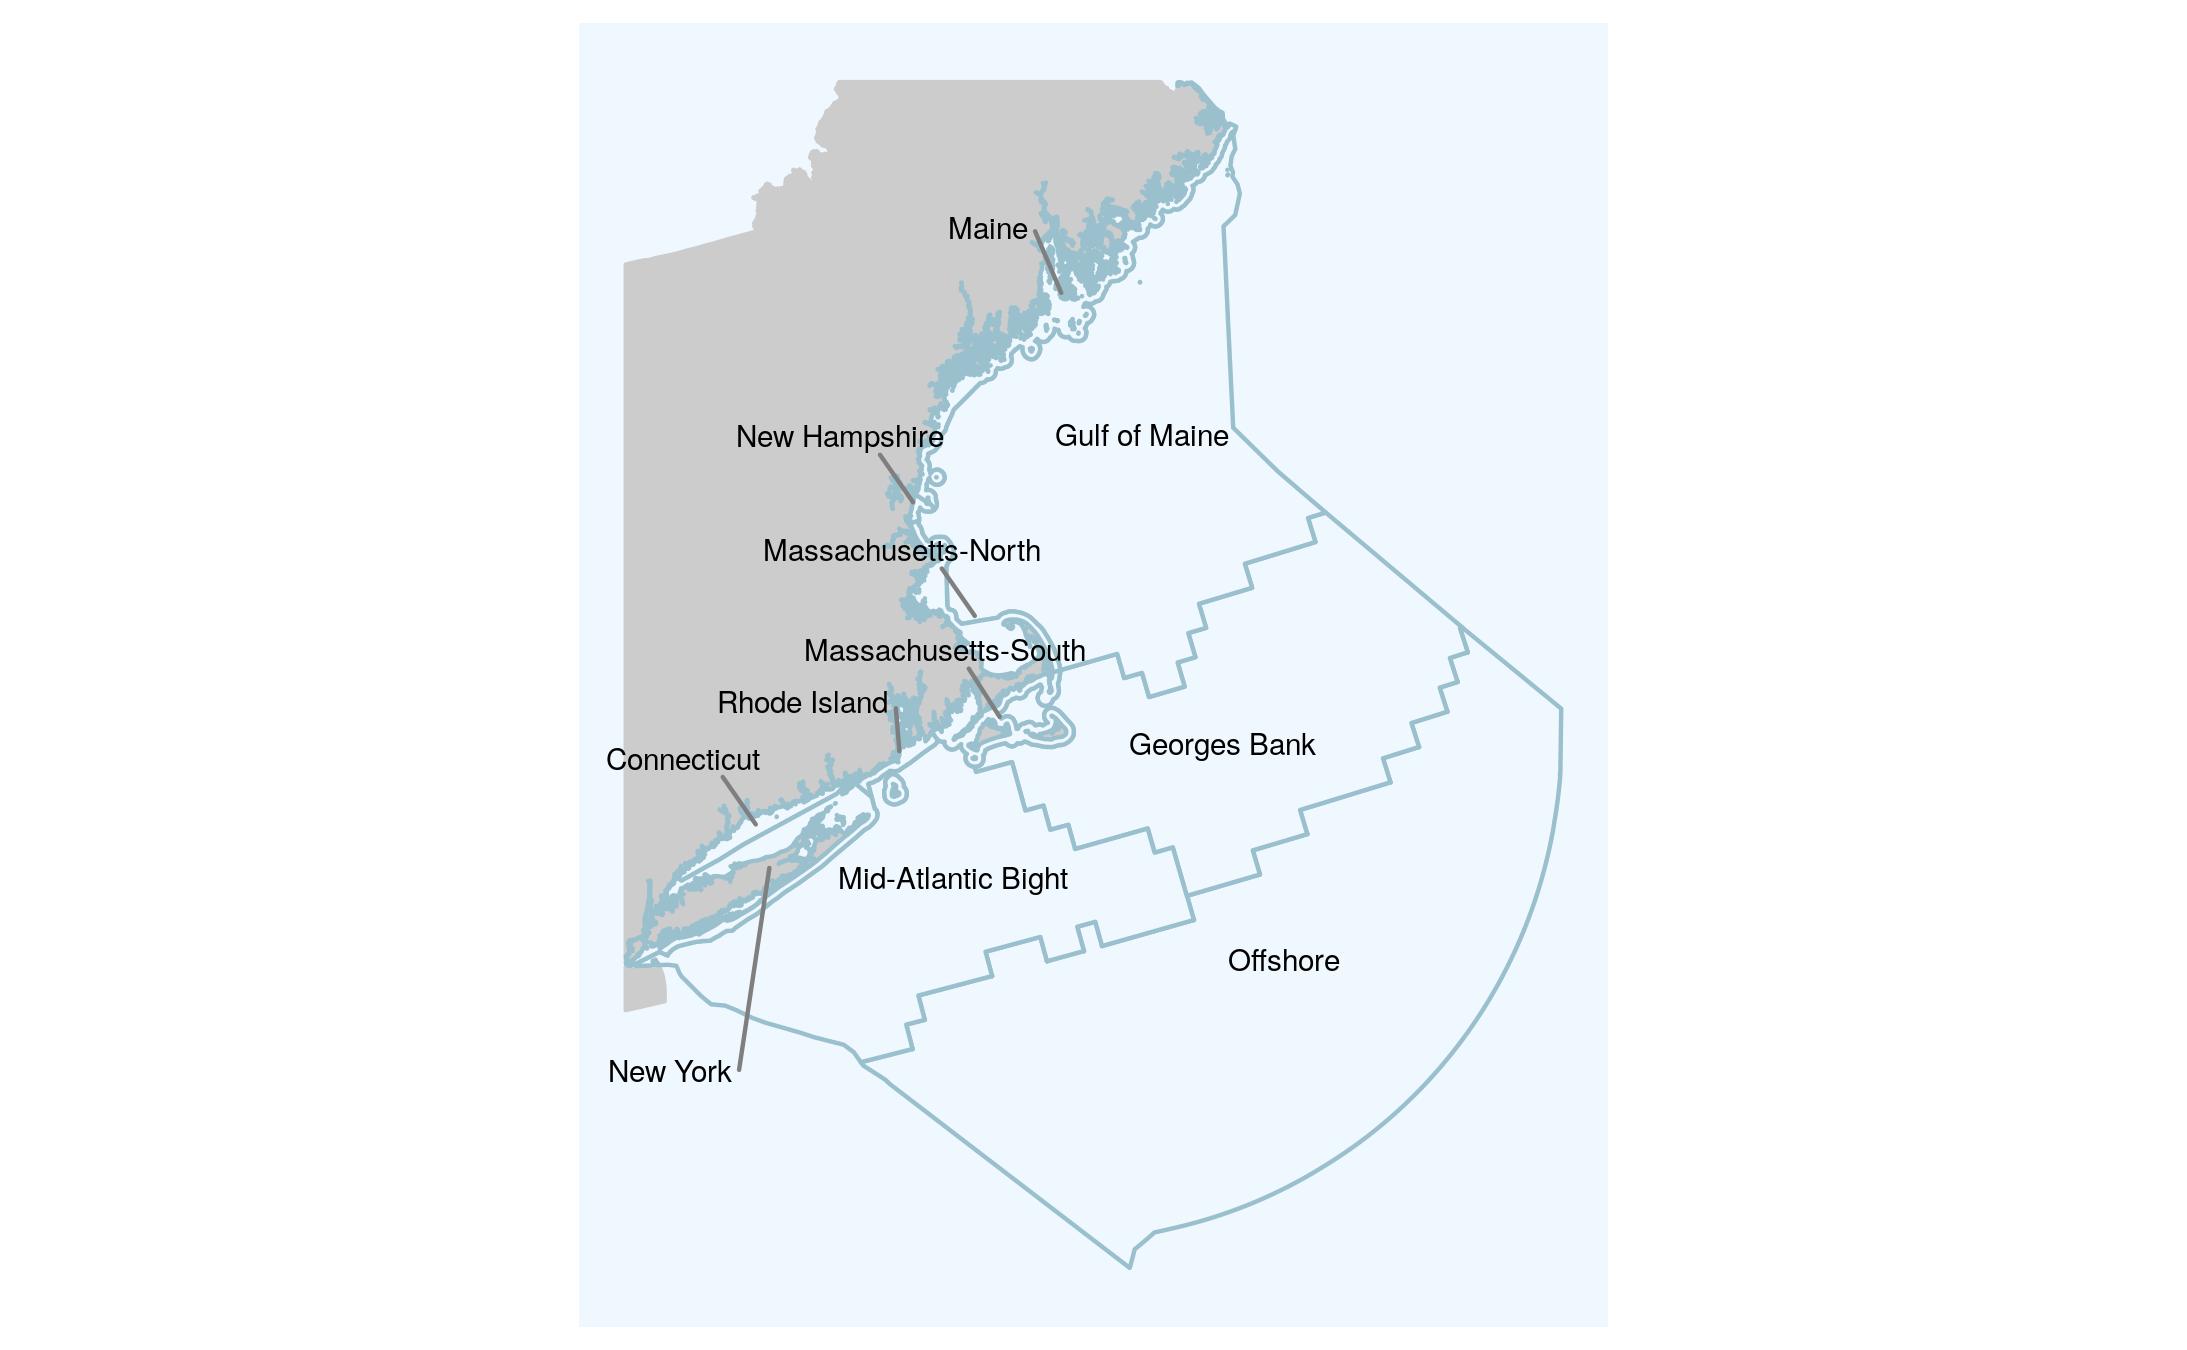 Maine
New Hampshire
Gulf of Maine
Massachusetts-North
Massachusetts-South
Rhode Island
Georges Bank
Connecticut
Mid-Atlantic Bight
Offshore
New York